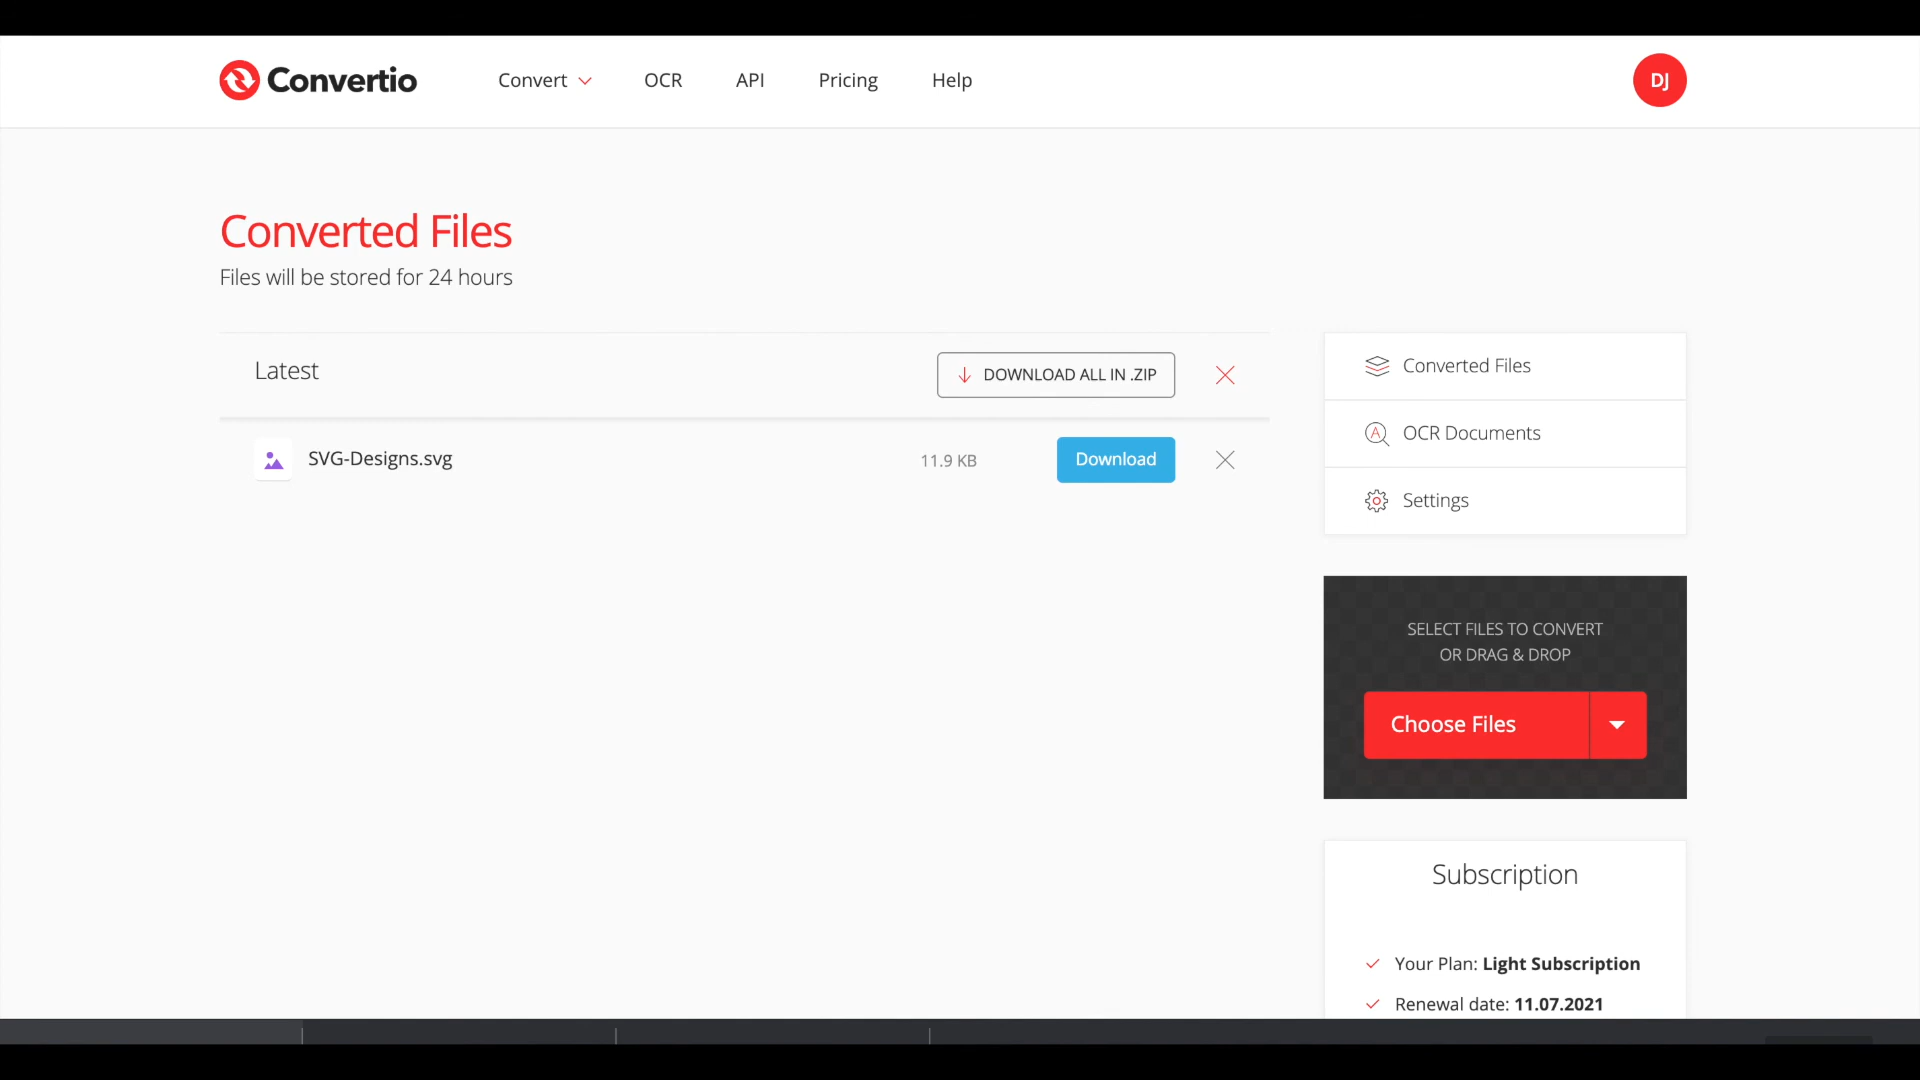 Convertio
Convert
OCR
API
Pricing
Help
DJ
Converted Files
Files will be stored for 24 hours
Latest
DOWNLOAD ALL IN .ZIP
SVG-Designs.svg
11.9 KB
Download
Converted Files
A
OCR Documents
Settings
SELECT FILES TO CONVERT
OR DRAG & DROP
Choose Files
Subscription
Your Plan: Light Subscription
Renewal date: 11.07.2021